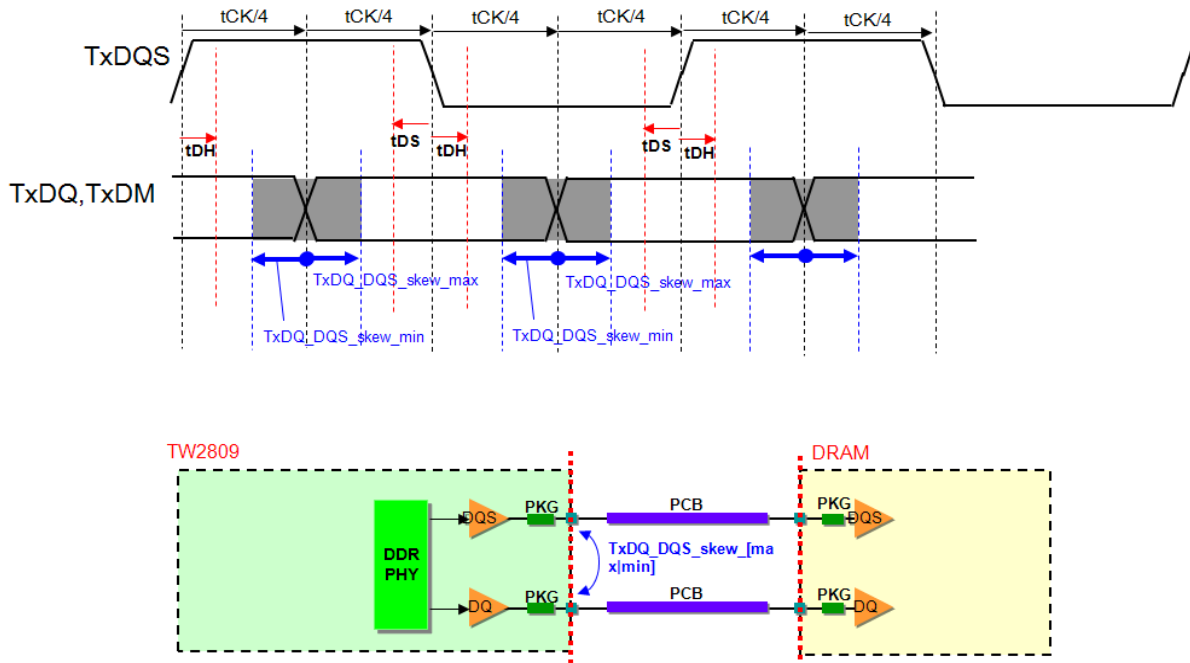 tCK/4 tCK/4 tCK/4 tCK/4 tCK/4 tCK/4
TxDQS
tDH tDS tDH tDS tDH
TxDQ,TxDM
TxDQ_DQS_skew_max TxDQ_DQS_skew_max
TxDQ_DQS_skew_min TxDQ_DQS_skew_min
TW2809 DRAM
PKG PCB PKG
DQS DQS
DDR
PHY
TxDQ_DQS_skew_[ma
x|min]
PKG PCB PKG
DQ DQ